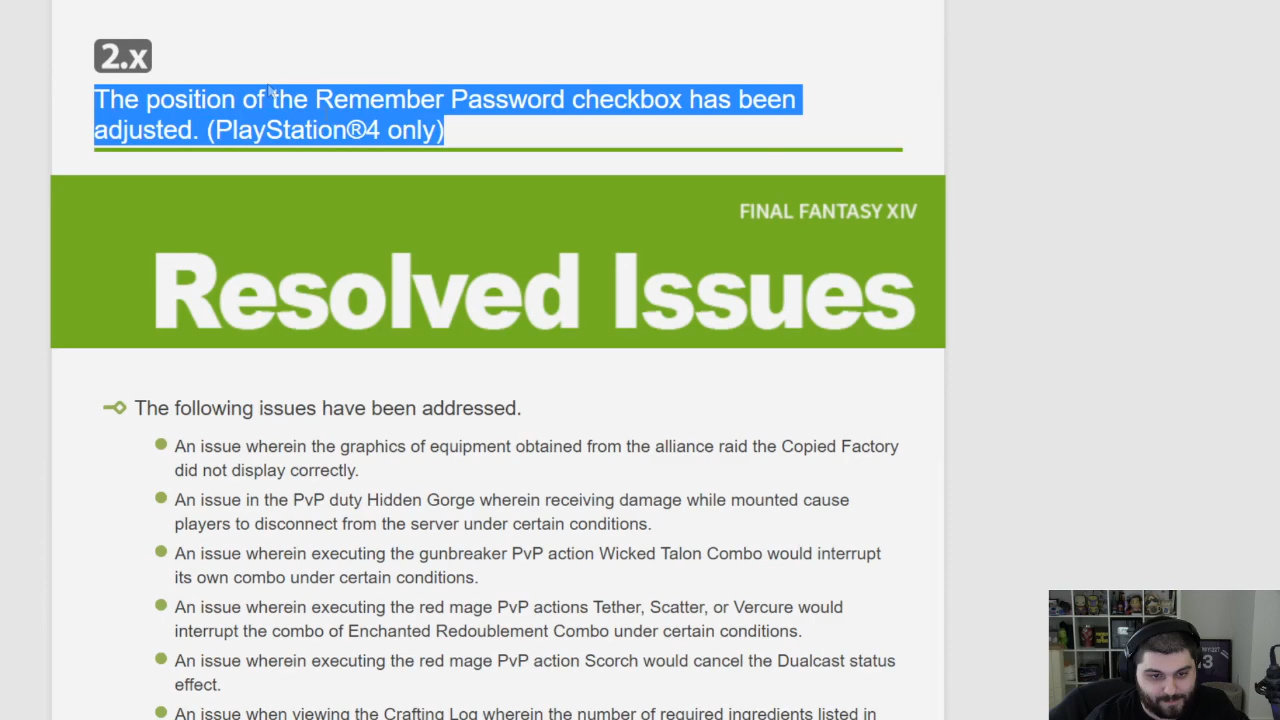 2.x
The position of the Remember Password checkbox has been
adjusted. (PlayStation®4 only)
FINAL FANTASY XIV
Resolved Issues
The following issues have been addressed.
An issue wherein the graphics of equipment obtained from the alliance raid the Copied Factory
did not display correctly.
An issue in the PvP duty Hidden Gorge wherein receiving damage while mounted cause
players to disconnect from the server under certain conditions.
An issue wherein executing the gunbreaker PvP action Wicked Talon Combo would interrupt
its own combo under certain conditions.
An issue wherein executing the red mage PvP actions Tether, Scatter, or Vercure would
interrupt the combo of Enchanted Redoublement Combo under certain conditions.
An issue wherein executing the red mage PvP action Scorch would cancel the Dualcast status
effect.
An issue when viewing the Crafting Log wherein the number of required ingredients listed in